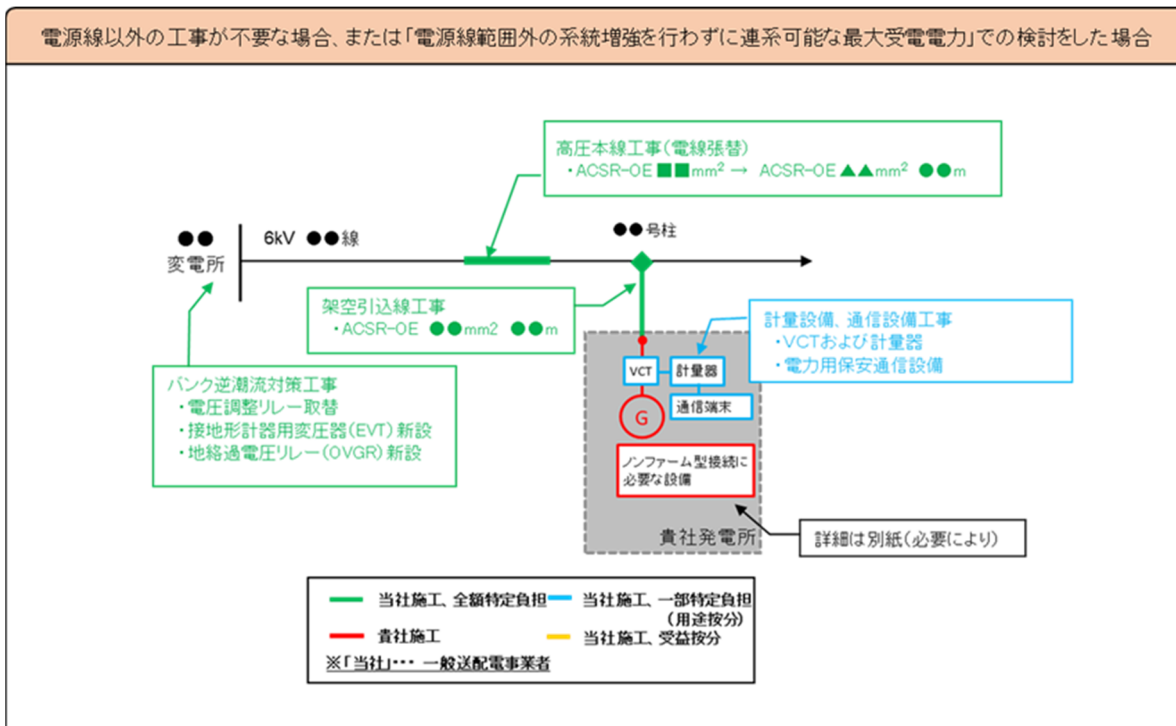 電源線以外の工事が不要な場合、または「電源線範囲外の系統増強を行わずに連系可能な最大受電電力」での検討をした場合
高圧本線工事(電線張替)
・ACSR-OE ■■mm² → ACSR-OE ▲▲mm² ●●m
●●
変電所
6kV ●●線
●●号柱
架空引込線工事
・ACSR-OE ●●mm2 ●●m
計量設備、通信設備工事
・VCTおよび計量器
・電力用保安通信設備
バンク逆潮流対策工事
・電圧調整リレー取替
・接地形計器用変圧器(EVT)新設
・地絡過電圧リレー(OVGR)新設
VCT
計量器
通信端末
G
ノンファーム型接続に
必要な設備
貴社発電所
詳細は別紙(必要により)
当社施工、全額特定負担
当社施工、一部特定負担
(用途按分)
貴社施工
当社施工、受益按分
※「当社」・・・ 一般送配電事業者